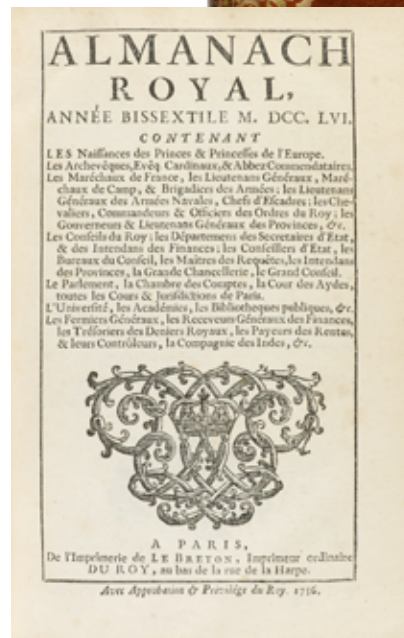 ALMANACH
ROYAL,
ANNÉE BISSEXTILE M. DCC. LVI.
CONTENANT
LES Naissances des Princes & Princesses de l'Europe.
Les Archevêques, Evêq. Cardinaux, & Abbez Commendataires.
Les Maréchaux de France, les Lieutenans Généraux, Maré-
chaux de Camp, & Brigadiers des Armées; les Lieutenans
Généraux des Armées Navales, Chefs d'Escadres; les Che-
valiers, Commandeurs & Officiers des Ordres du Roy; les
Gouverneurs & Lieutenans Généraux des Provinces, &c.
Les Conseils du Roy; les Départemens des Secretaires d'Etat,
& des Intendans des Finances; les Conseillers d'Etat, les
Bureaux du Conseil, les Maîtres des Requêtes, les Intendans
des Provinces, la Grande Chancellerie, le Grand Conseil.
Le Parlement, la Chambre des Comptes, la Cour des Aydes,
toutes les Cours & Jurisdictions de Paris.
L'Université, les Académies, les Bibliotheques publiques, &c.
Les Fermiers Généraux, les Receveurs Généraux des Finances,
les Trésoriers des Deniers Royaux, les Payeurs des Rentes,
& leurs Contrôleurs, la Compagnie des Indes, &c.
A PARIS,
De l'Imprimerie de LE BRETON, Imprimeur ordinaire
DU ROY, au bas de la rue de la Harpe.
Avec Approbation & Privilége du Roy. 1756.